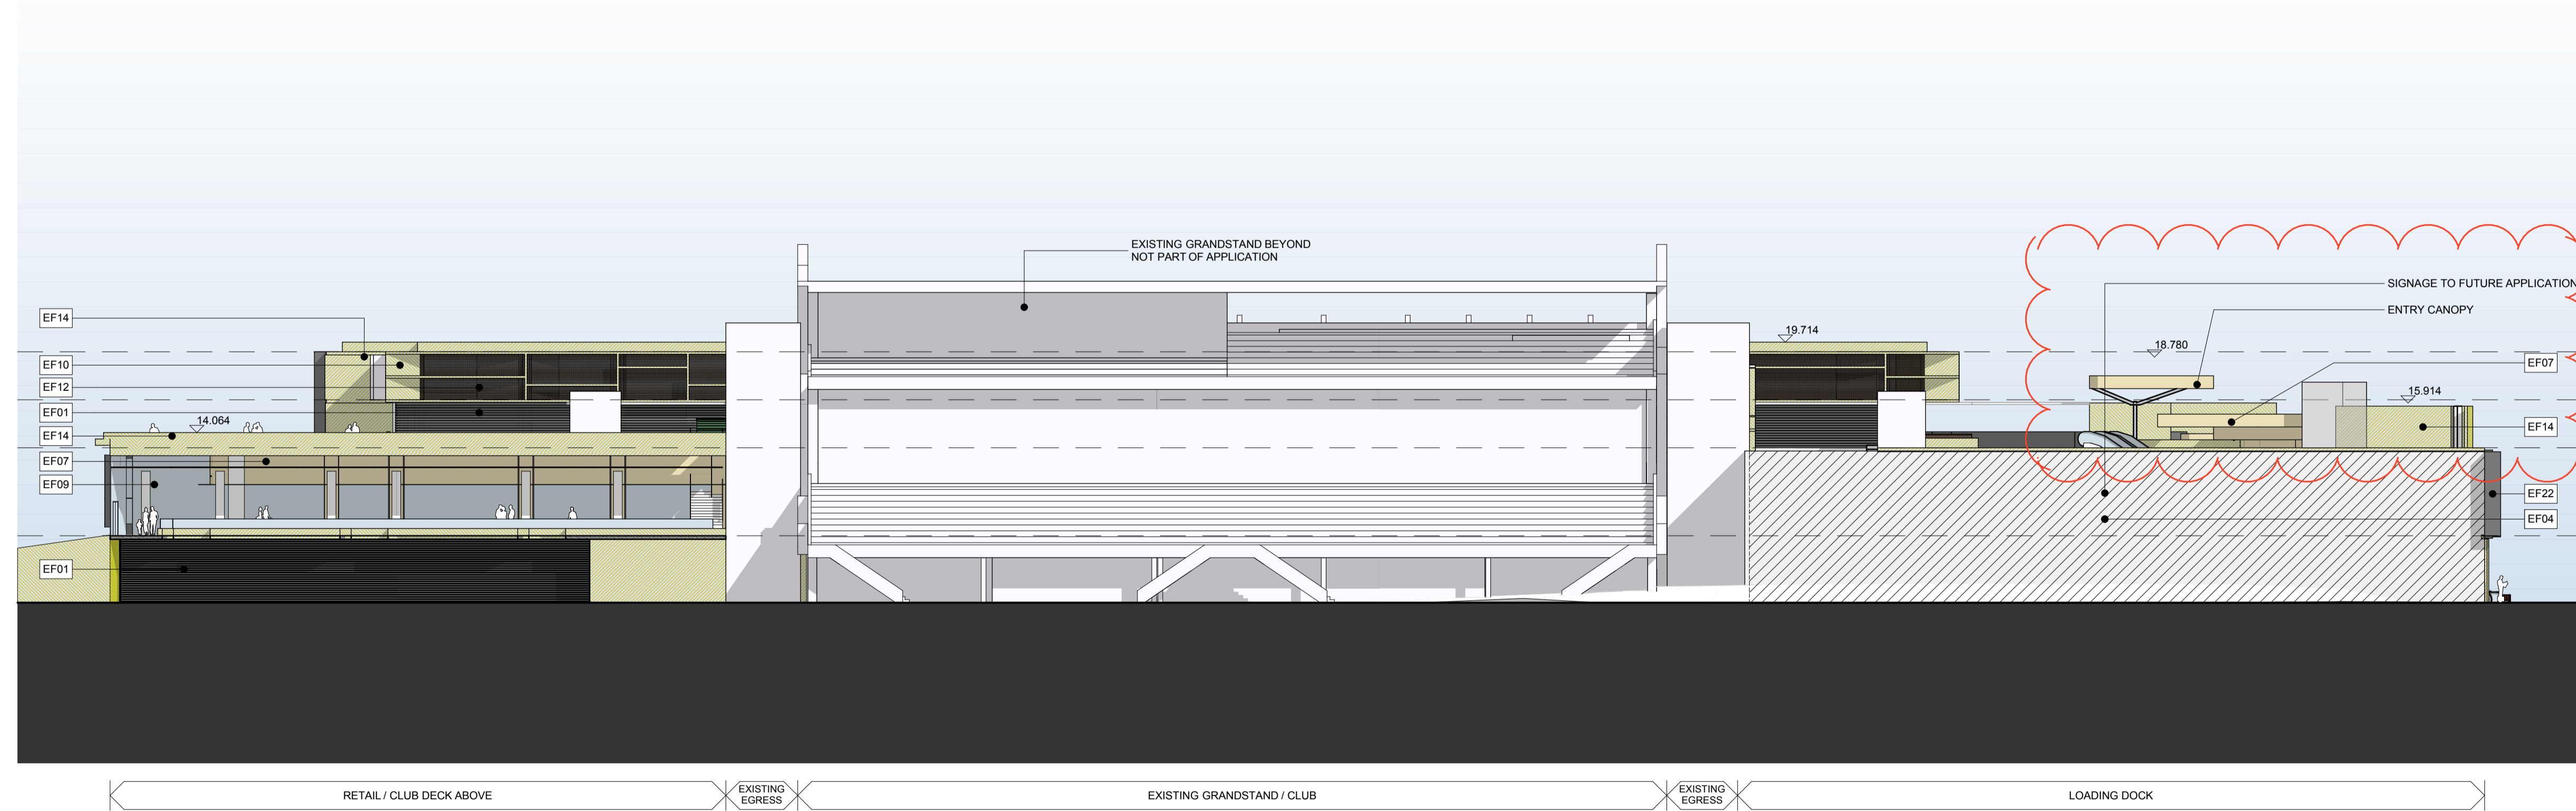 EXISTING GRANDSTAND BEYOND
NOT PART OF APPLICATION
SIGNAGE TO FUTURE APPLICATION
ENTRY CANOPY
EF14
EF10
EF12
EF01
EF14
EF07
EF09
EF01
14.064
19.714
18.780
15.914
EF07
EF14
EF22
EF04
RETAIL / CLUB DECK ABOVE
EXISTING
EGRESS
EXISTING GRANDSTAND / CLUB
EXISTING
EGRESS
LOADING DOCK